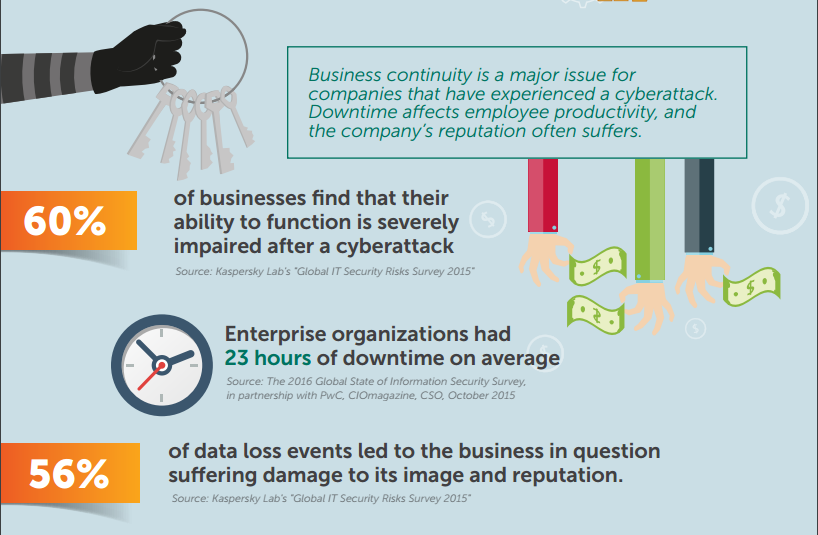 Business continuity is a major issue for
companies that have experienced a cyberattack.
Downtime affects employee productivity, and
the company's reputation often suffers.
60%
of businesses find that their
ability to function is severely
impaired after a cyberattack
Source: Kaspersky Lab's "Global IT Security Risks Survey 2015"
Enterprise organizations had
23 hours of downtime on average
Source: The 2016 Global State of Information Security Survey,
in partnership with PwC, CIOmagazine, CSO, October 2015
56%
of data loss events led to the business in question
suffering damage to its image and reputation.
Source: Kaspersky Lab's "Global IT Security Risks Survey 2015"